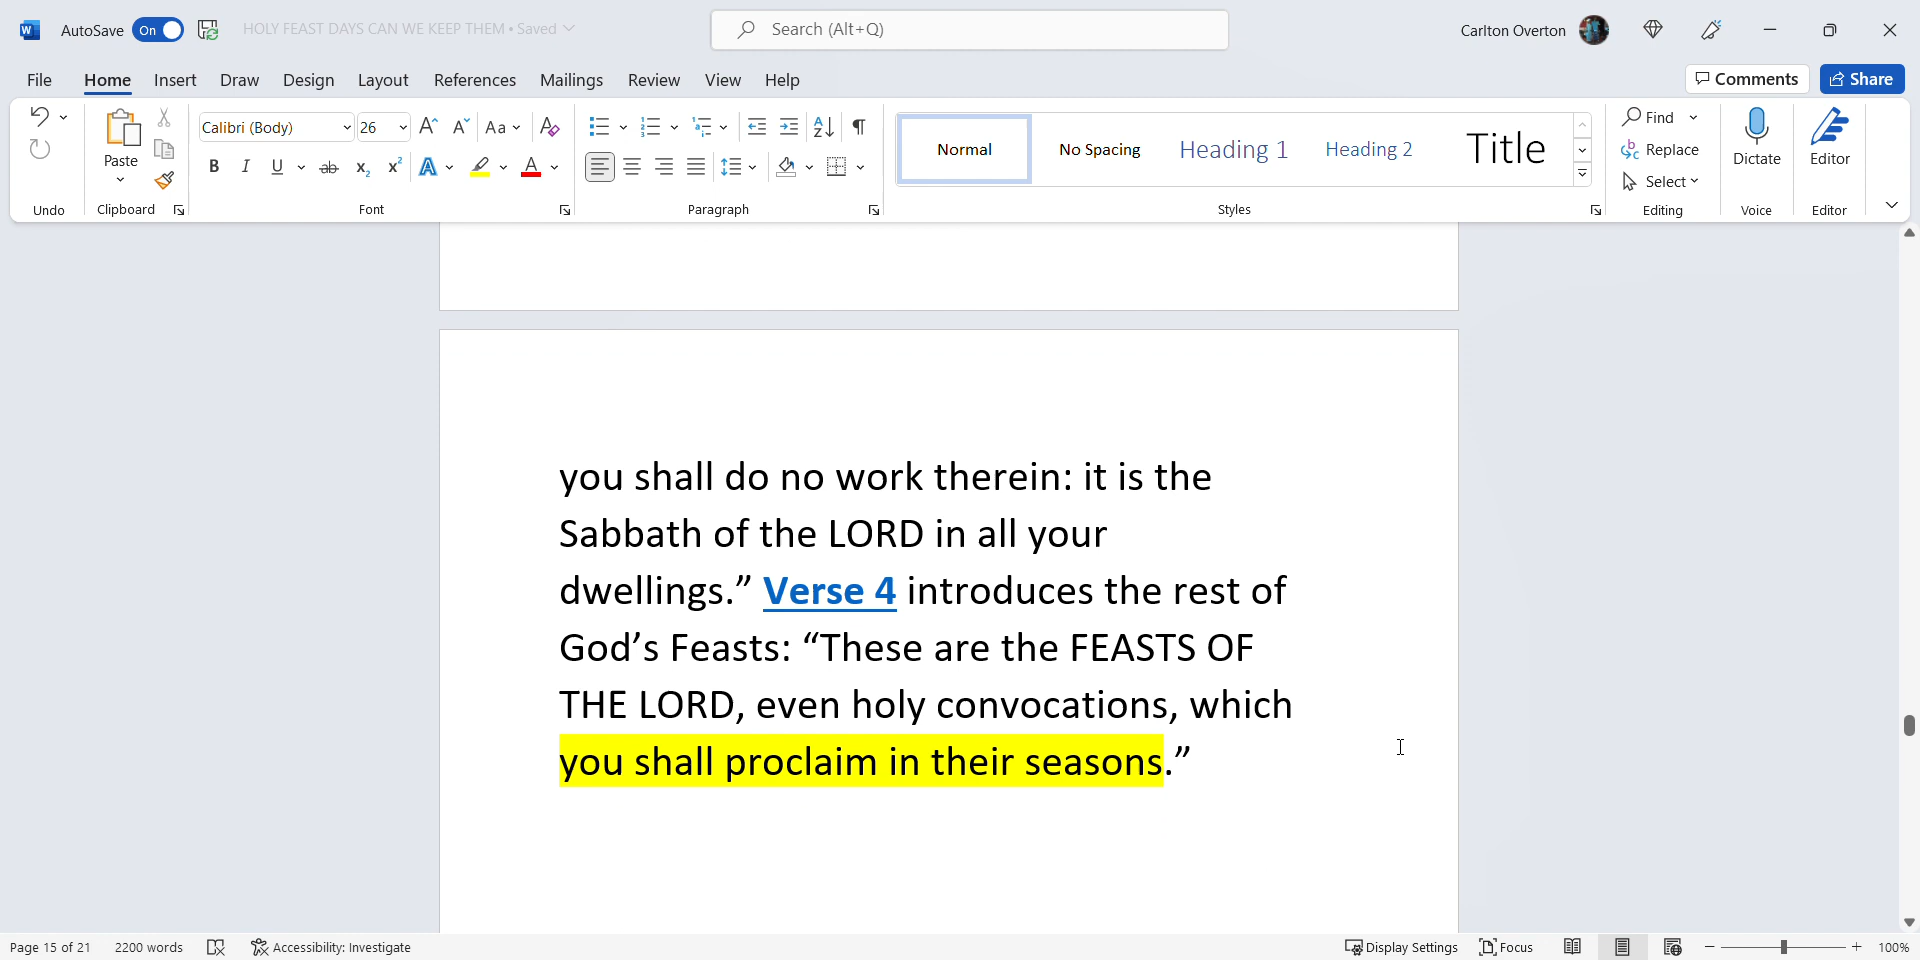 AutoSave On HOLY FEAST DAYS CAN WE KEEP THEM • Saved Search (Alt+Q) Carlton Overton
File Home Insert Draw Design Layout References Mailings Review View Help Comments Share
Calibri (Body) 26 Aa Find
Paste Normal No Spacing Heading 1 Heading 2 Title Replace Dictate Editor
B I U ab x₂ x² A A Select
Undo Clipboard Font Paragraph Styles Editing Voice Editor
you shall do no work therein: it is the
Sabbath of the LORD in all your
dwellings.” Verse 4 introduces the rest of
God’s Feasts: “These are the FEASTS OF
THE LORD, even holy convocations, which
you shall proclaim in their seasons.”
Page 15 of 21 2200 words Accessibility: Investigate Display Settings Focus 100%